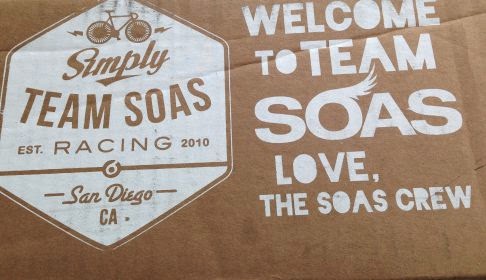 Simply
TEAM SOAS
EST. RACING 2010
San Diego
CA
WELCOME
TO TEAM
SOAS
LOVE,
THE SOAS CREW